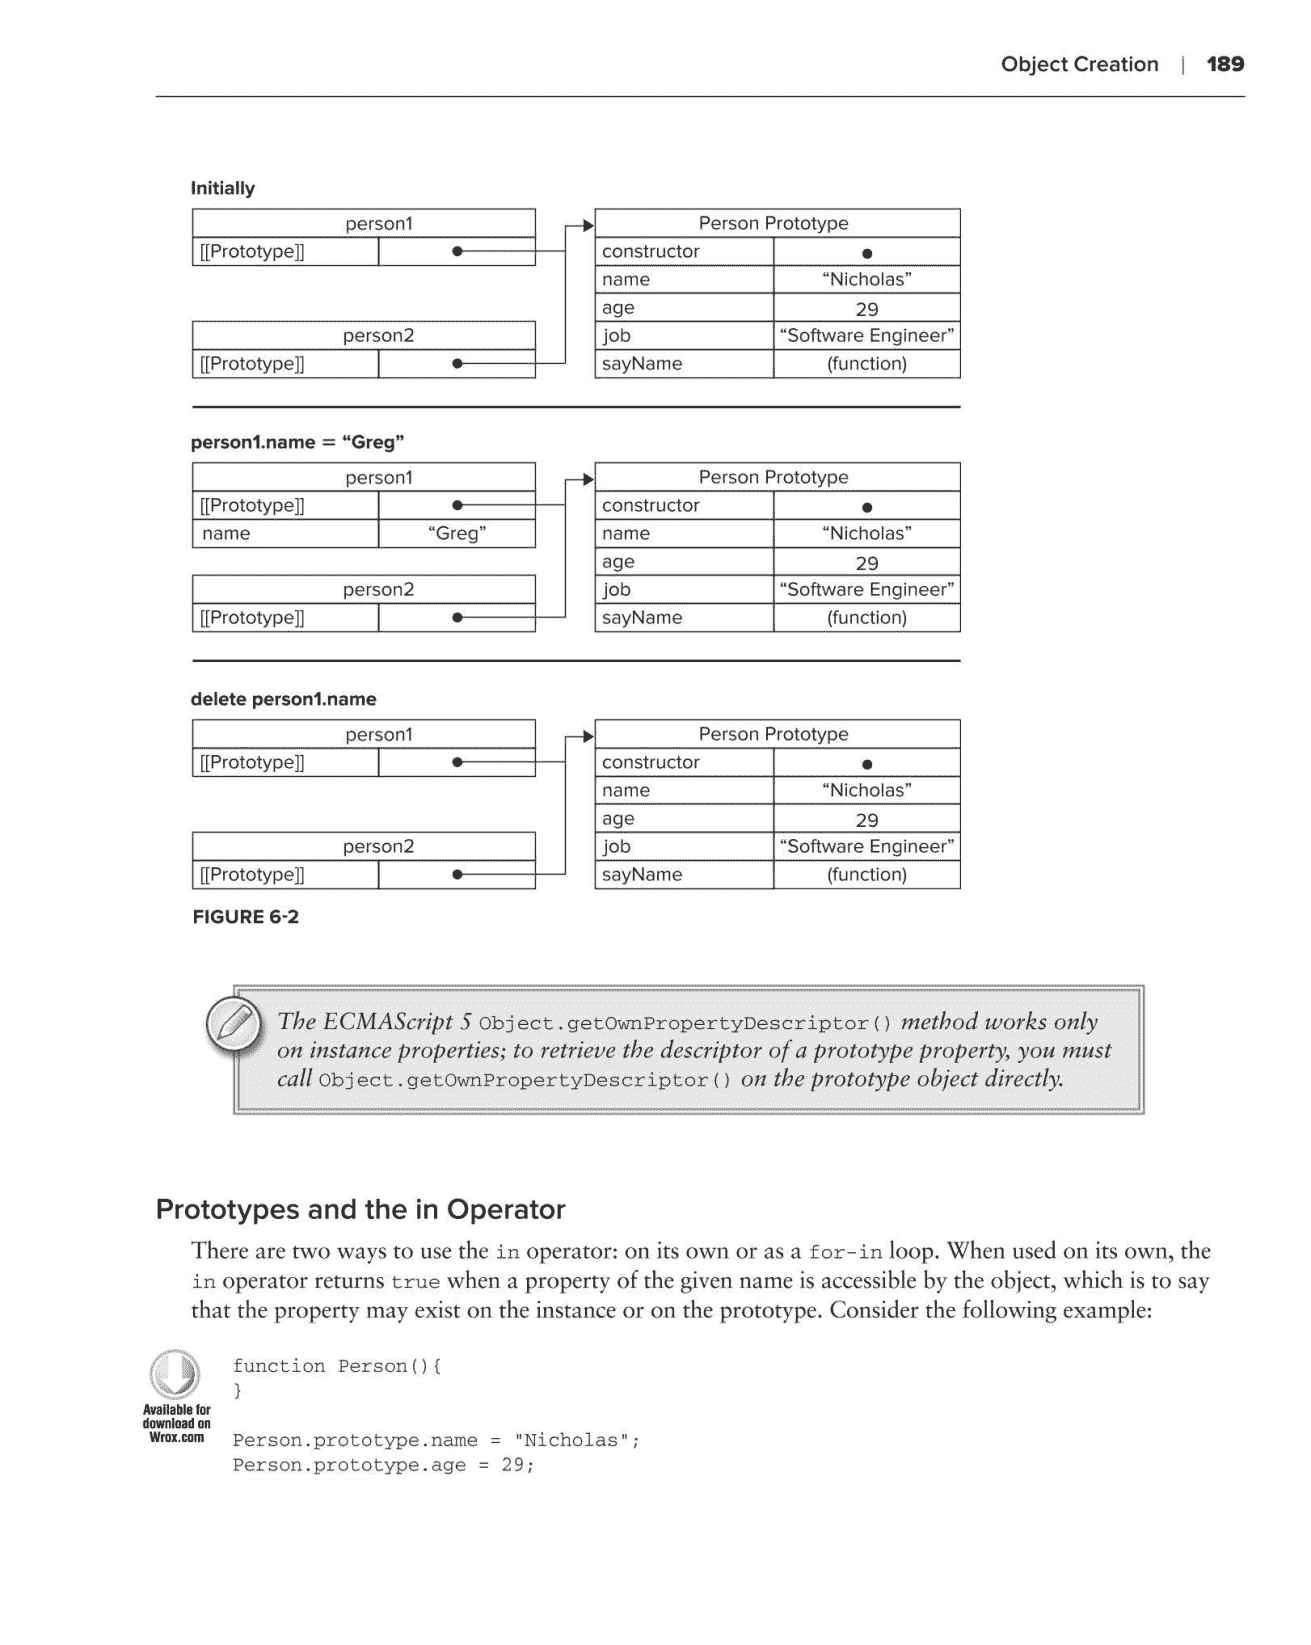 Object Creation | 189
Initially
person1
[[Prototype]]
person2
[[Prototype]]
Person Prototype
constructor
name “Nicholas”
age 29
job “Software Engineer”
sayName (function)
person1.name = “Greg”
person1
[[Prototype]]
name “Greg”
person2
[[Prototype]]
Person Prototype
constructor
name “Nicholas”
age 29
job “Software Engineer”
sayName (function)
delete person1.name
person1
[[Prototype]]
person2
[[Prototype]]
Person Prototype
constructor
name “Nicholas”
age 29
job “Software Engineer”
sayName (function)
FIGURE 6-2
The ECMAScript 5 Object.getOwnPropertyDescriptor() method works only
on instance properties; to retrieve the descriptor of a prototype property, you must
call Object.getOwnPropertyDescriptor() on the prototype object directly.
Prototypes and the in Operator
There are two ways to use the in operator: on its own or as a for-in loop. When used on its own, the
in operator returns true when a property of the given name is accessible by the object, which is to say
that the property may exist on the instance or on the prototype. Consider the following example:
Available for
download on
Wrox.com
function Person(){
}
Person.prototype.name = "Nicholas";
Person.prototype.age = 29;